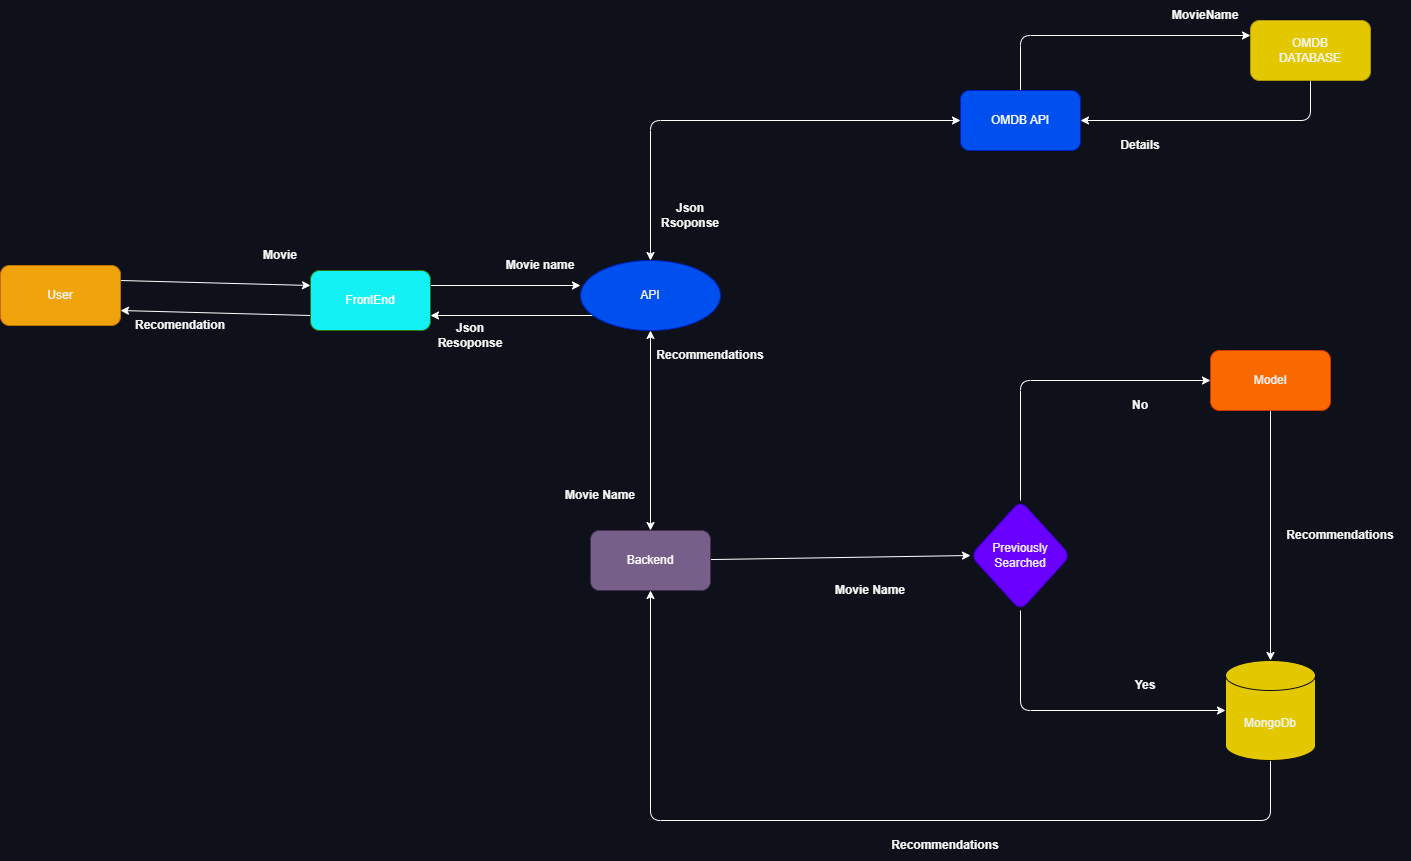 MovieName
OMDB
DATABASE
OMDB API
Details
Json
Rsoponse
Movie
Movie name
User
FrontEnd
API
Recomendation
Json
Resoponse
Recommendations
Model
No
Movie Name
Recommendations
Backend
Previously
Searched
Movie Name
Yes
MongoDb
Recommendations